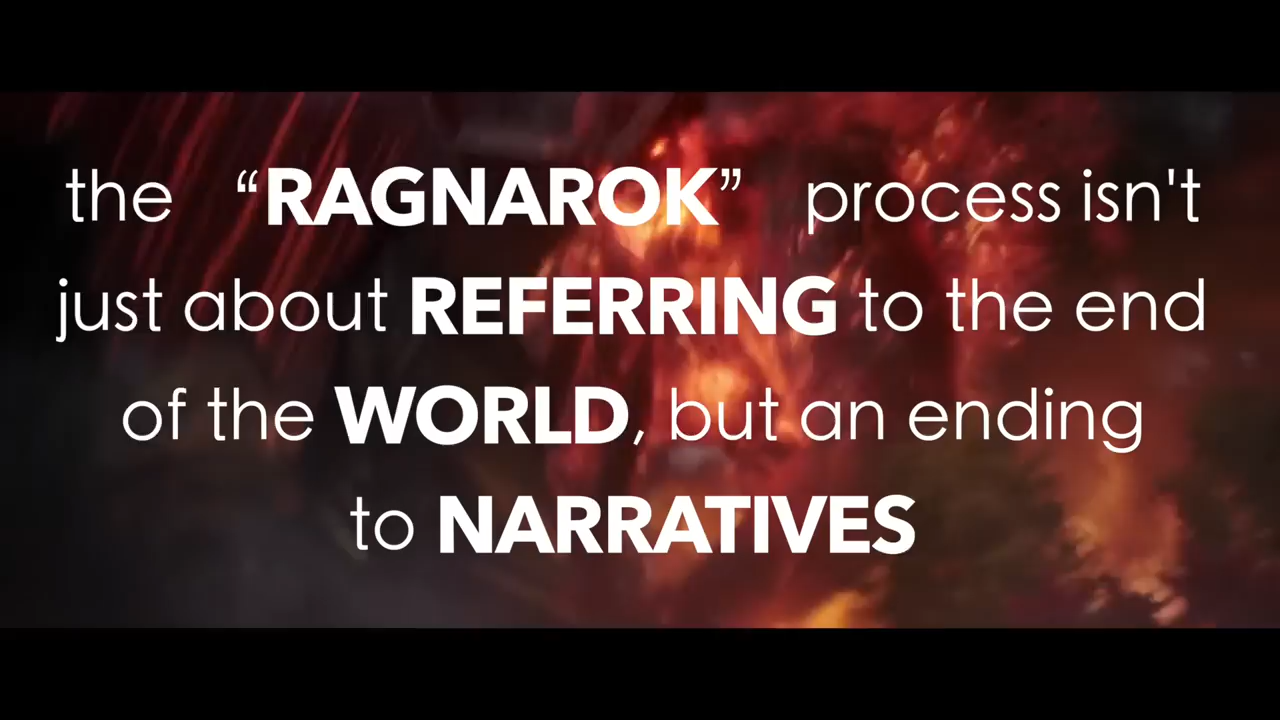 the “RAGNAROK” process isn't
just about REFERRING to the end
of the WORLD, but an ending
to NARRATIVES